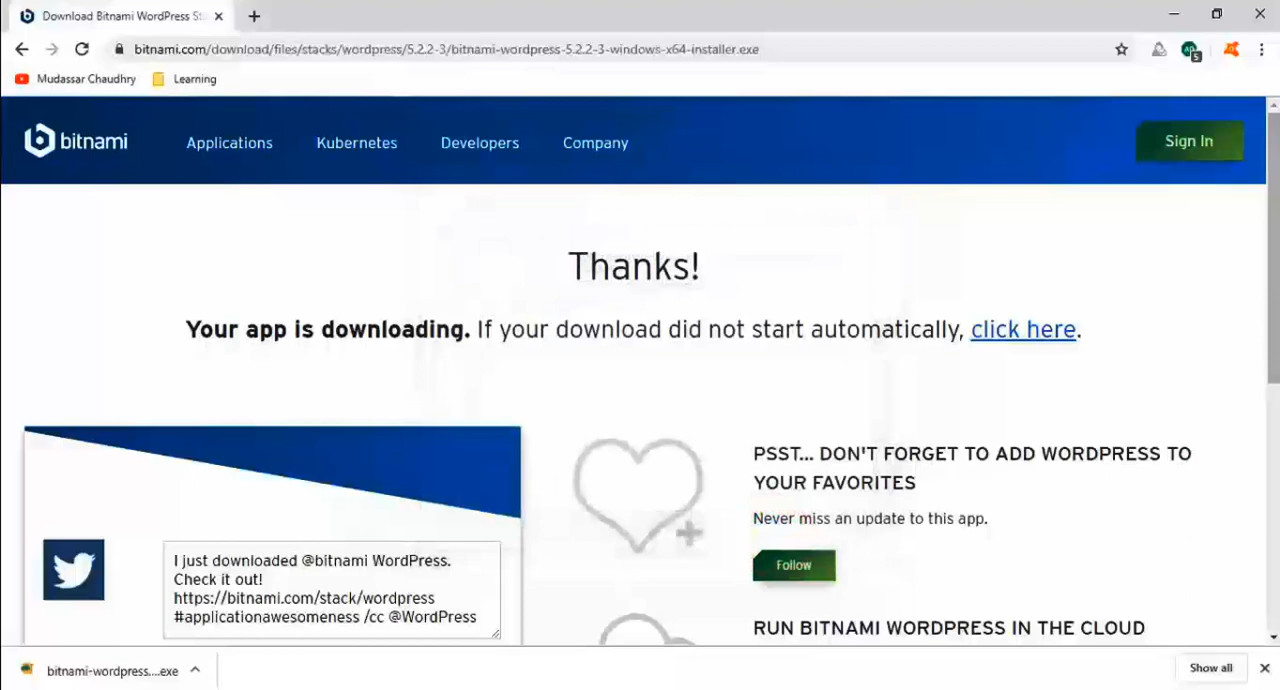 Download Bitnami WordPress St
bitnami.com/download/files/stacks/wordpress/5.2.2-3/bitnami-wordpress-5.2.2-3-windows-x64-installer.exe
5
Mudassar Chaudhry Learning
bitnami Applications Kubernetes Developers Company Sign In
Thanks!
Your app is downloading. If your download did not start automatically, click here.
I just downloaded @bitnami WordPress.
Check it out!
https://bitnami.com/stack/wordpress
#applicationawesomeness /cc @WordPress
PSST... DON'T FORGET TO ADD WORDPRESS TO
YOUR FAVORITES
Never miss an update to this app.
Follow
RUN BITNAMI WORDPRESS IN THE CLOUD
bitnami-wordpress....exe Show all